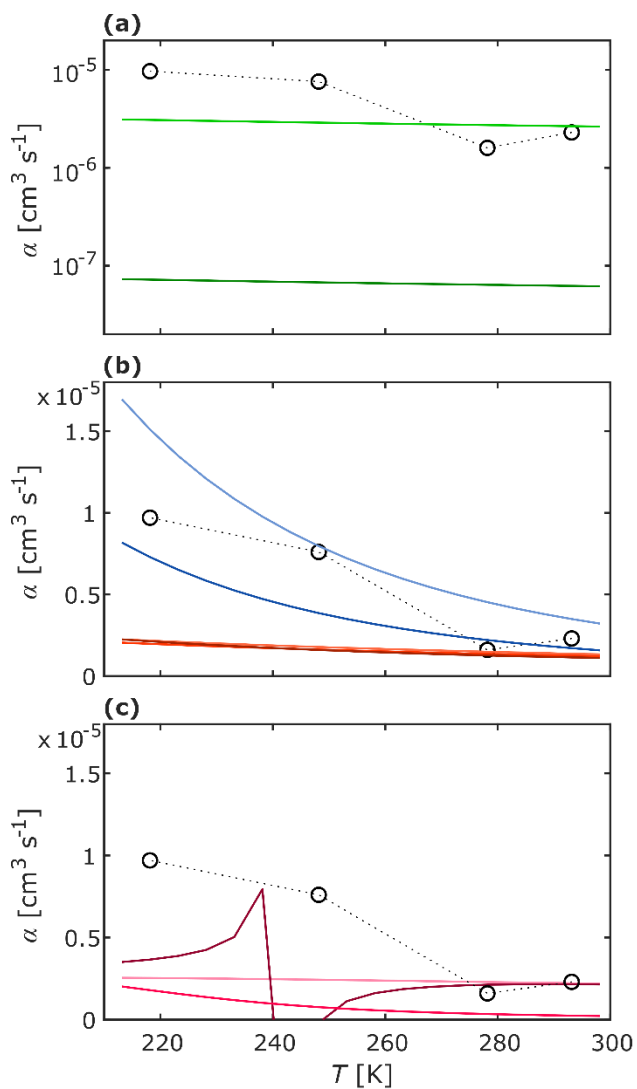 (a)
10⁻⁵
10⁻⁶
10⁻⁷
α [cm³ s⁻¹]
(b)
x 10⁻⁵
1.5
1
0.5
0
α [cm³ s⁻¹]
(c)
x 10⁻⁵
1.5
1
0.5
0
α [cm³ s⁻¹]
220 240 260 280 300
T [K]